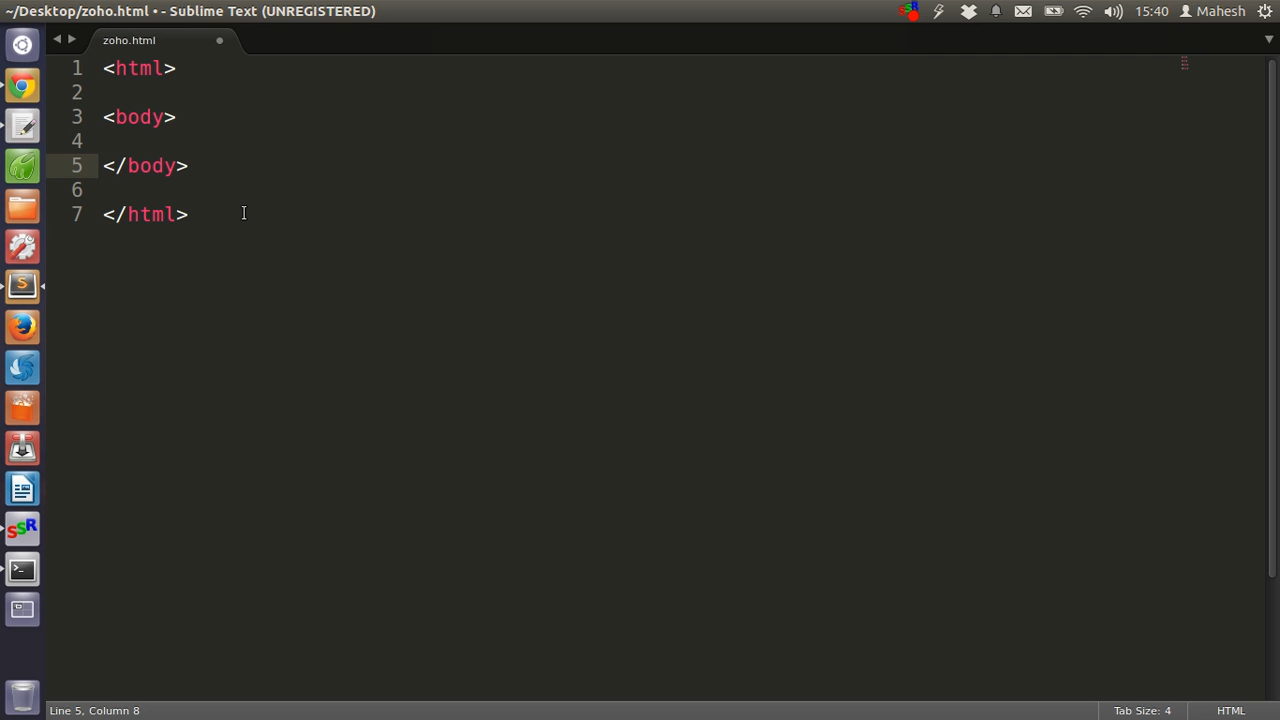 ~/Desktop/zoho.html • - Sublime Text (UNREGISTERED)
15:40 Mahesh
zoho.html
1 <html>
2
3 <body>
4
5 </body>
6
7 </html>
Line 5, Column 8
Tab Size: 4
HTML